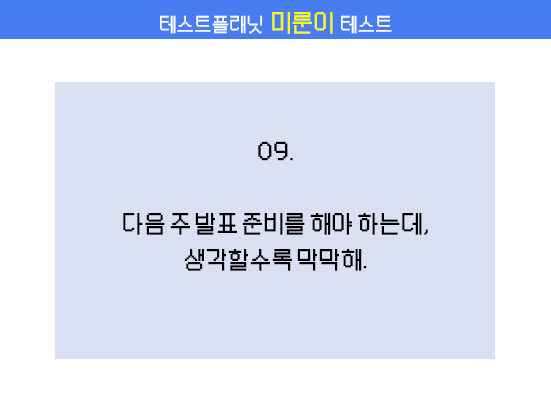 테스트플래닛 미룬이 테스트
09.
다음 주 발표 준비를 해야 하는데,
생각할수록 막막해.